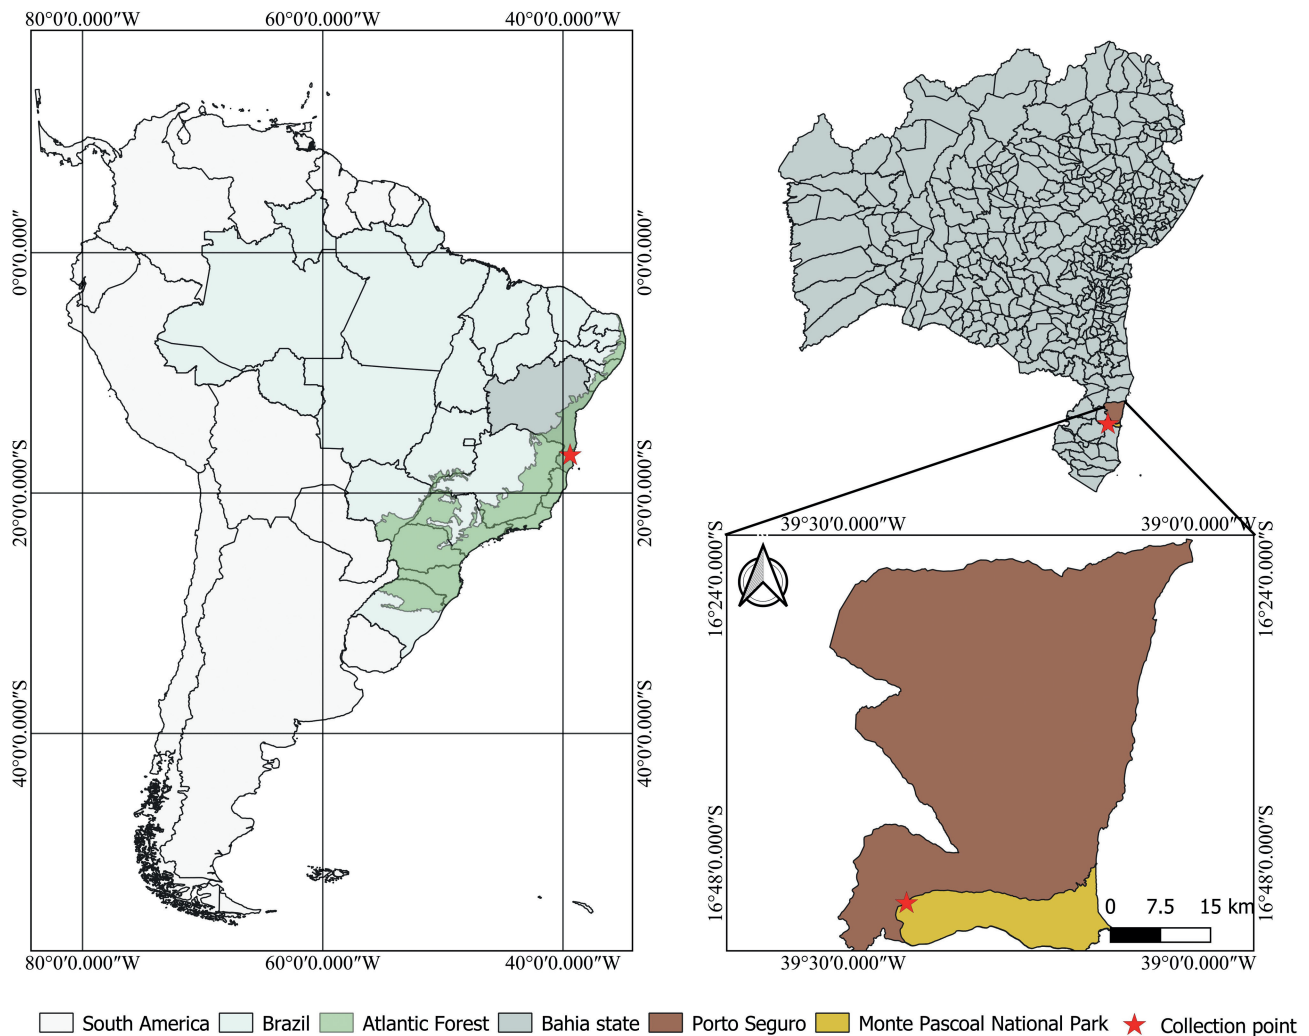 80°0′0.000″W 60°0′0.000″W 40°0′0.000″W
0°0′0.000″
20°0′0.000″S
40°0′0.000″S
0°0′0.000″
20°0′0.000″S
40°0′0.000″S
80°0′0.000″W 60°0′0.000″W 40°0′0.000″W
39°30′0.000″W 39°0′0.000″W
16°24′0.000″S
16°48′0.000″S
16°24′0.000″S
16°48′0.000″S
0 7.5 15 km
39°30′0.000″W 39°0′0.000″W
South America Brazil Atlantic Forest Bahia state Porto Seguro Monte Pascoal National Park Collection point